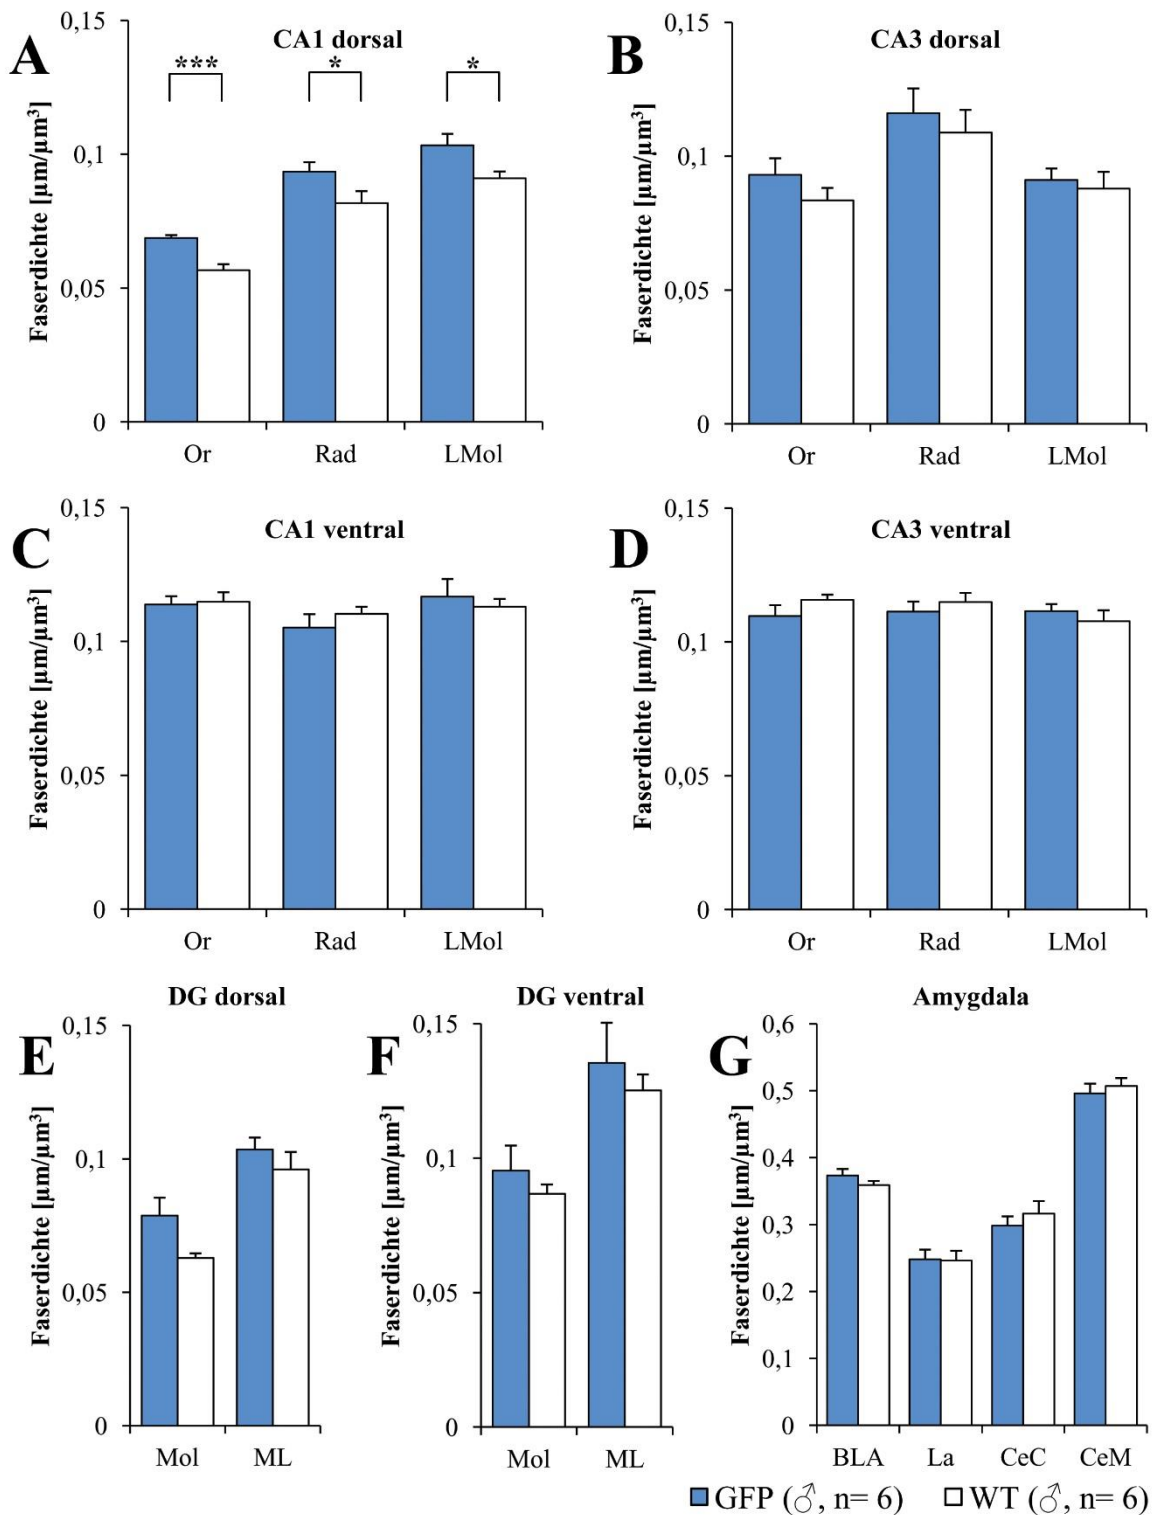 A
CA1 dorsal
Faserdichte [µm/µm³]
0,15
0,1
0,05
0
***
*
*
Or Rad LMol
B
CA3 dorsal
Faserdichte [µm/µm³]
0,15
0,1
0,05
0
Or Rad LMol
C
CA1 ventral
Faserdichte [µm/µm³]
0,15
0,1
0,05
0
Or Rad LMol
D
CA3 ventral
Faserdichte [µm/µm³]
0,15
0,1
0,05
0
Or Rad LMol
E
DG dorsal
Faserdichte [µm/µm³]
0,15
0,1
0,05
0
Mol ML
F
DG ventral
Faserdichte [µm/µm³]
0,15
0,1
0,05
0
Mol ML
G
Amygdala
Faserdichte [µm/µm³]
0,6
0,5
0,4
0,3
0,2
0,1
0
BLA La CeC CeM
GFP (♂, n= 6) WT (♂, n= 6)